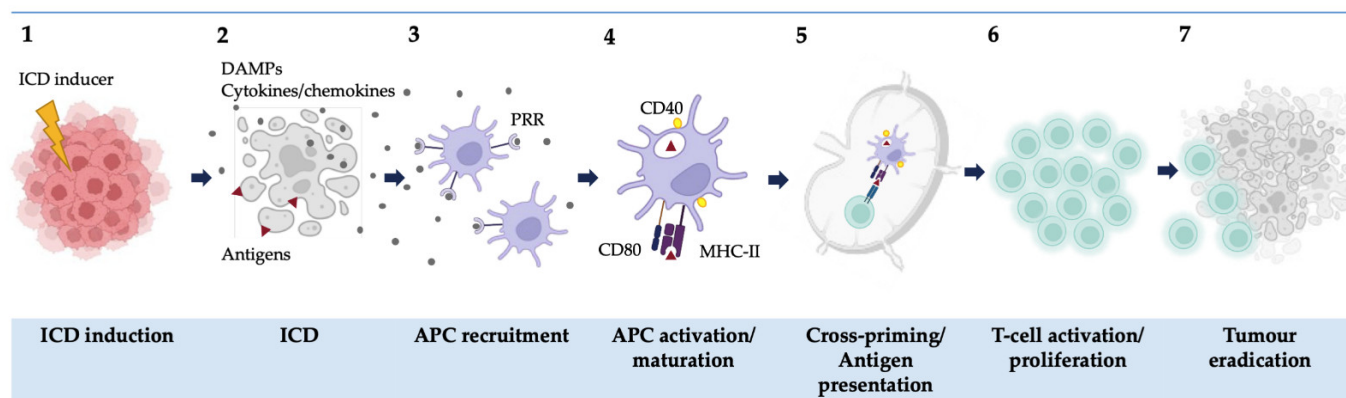 1
2
3
4
5
6
7
ICD inducer
DAMPs
Cytokines/chemokines
Antigens
PRR
CD40
CD80
MHC-II
ICD induction
ICD
APC recruitment
APC activation/
maturation
Cross-priming/
Antigen
presentation
T-cell activation/
proliferation
Tumour
eradication